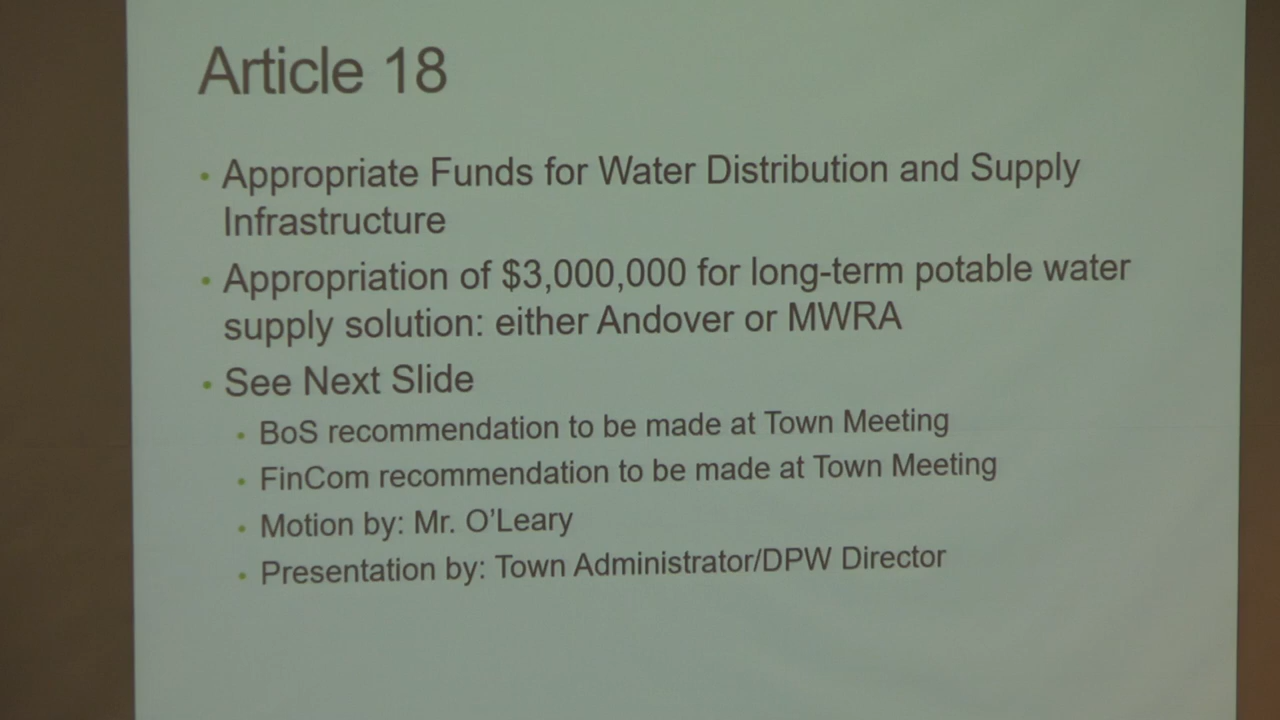 Article 18
• Appropriate Funds for Water Distribution and Supply
Infrastructure
• Appropriation of $3,000,000 for long-term potable water
supply solution: either Andover or MWRA
• See Next Slide
• BoS recommendation to be made at Town Meeting
• FinCom recommendation to be made at Town Meeting
• Motion by: Mr. O’Leary
• Presentation by: Town Administrator/DPW Director